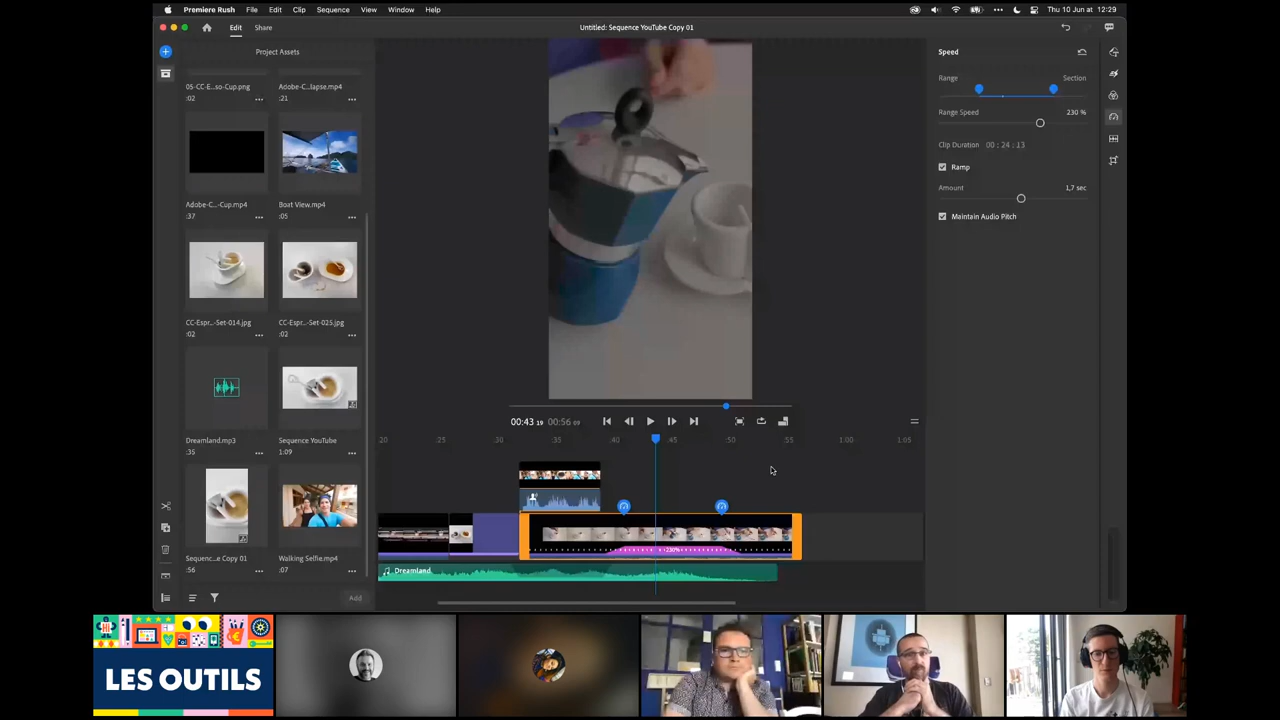 Premiere Rush File Edit Clip Sequence View Window Help
Thu 10 Jun at 12:29
Edit Share
Untitled: Sequence YouTube Copy 01
Project Assets
05-CC-E...so-Cup.png
:02
Adobe-C...lapse.mp4
:21
Adobe-C...-Cup.mp4
:37
Boat View.mp4
:05
CC-Espr...-Set-014.jpg
:02
CC-Espr...-Set-025.jpg
:02
Dreamland.mp3
:35
Sequence YouTube
1:09
Sequenc...e Copy 01
:56
Walking Selfie.mp4
:07
Add
Speed
Range Section
Range Speed 230 %
Clip Duration 00 : 24 : 13
Ramp
Amount 1,7 sec
Maintain Audio Pitch
00:43 19 00:56 09
:20 :25 :30 :35 :40 :45 :50 :55 1:00 1:05
230%
Dreamland
HI
LES OUTILS